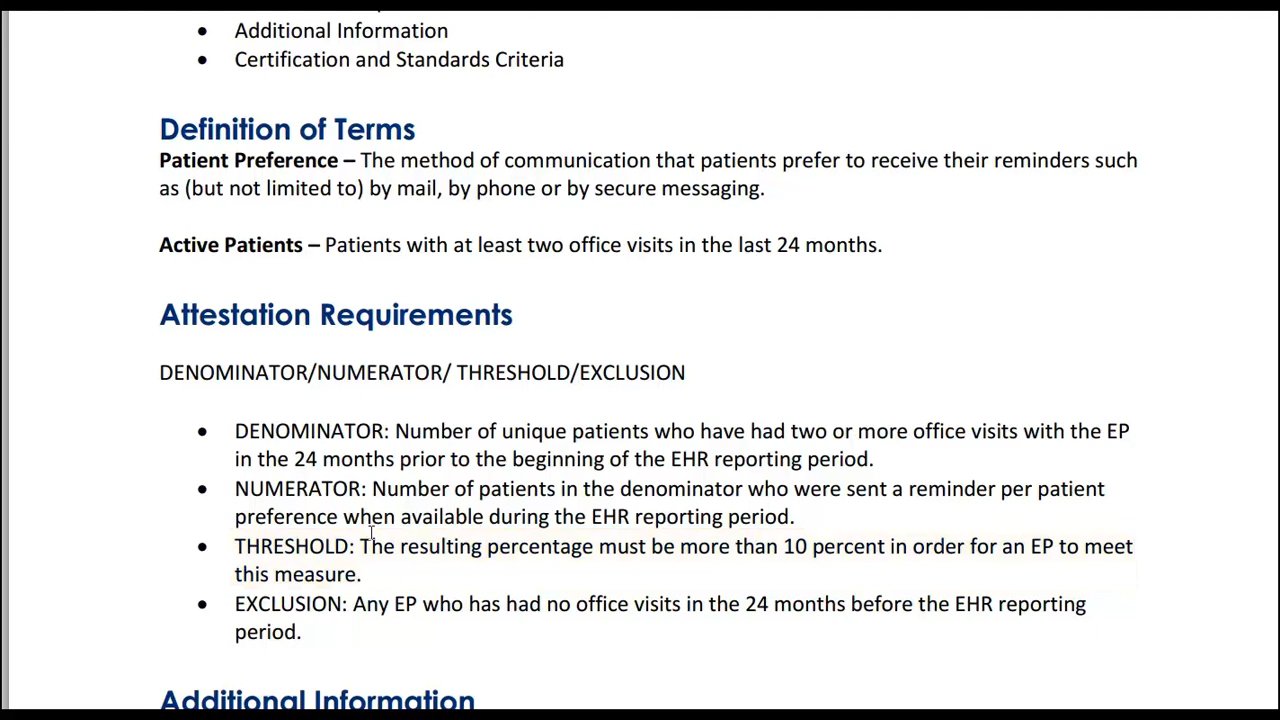 Additional Information
Certification and Standards Criteria
Definition of Terms
Patient Preference – The method of communication that patients prefer to receive their reminders such
as (but not limited to) by mail, by phone or by secure messaging.
Active Patients – Patients with at least two office visits in the last 24 months.
Attestation Requirements
DENOMINATOR/NUMERATOR/ THRESHOLD/EXCLUSION
DENOMINATOR: Number of unique patients who have had two or more office visits with the EP
in the 24 months prior to the beginning of the EHR reporting period.
NUMERATOR: Number of patients in the denominator who were sent a reminder per patient
preference when available during the EHR reporting period.
THRESHOLD: The resulting percentage must be more than 10 percent in order for an EP to meet
this measure.
EXCLUSION: Any EP who has had no office visits in the 24 months before the EHR reporting
period.
Additional Information